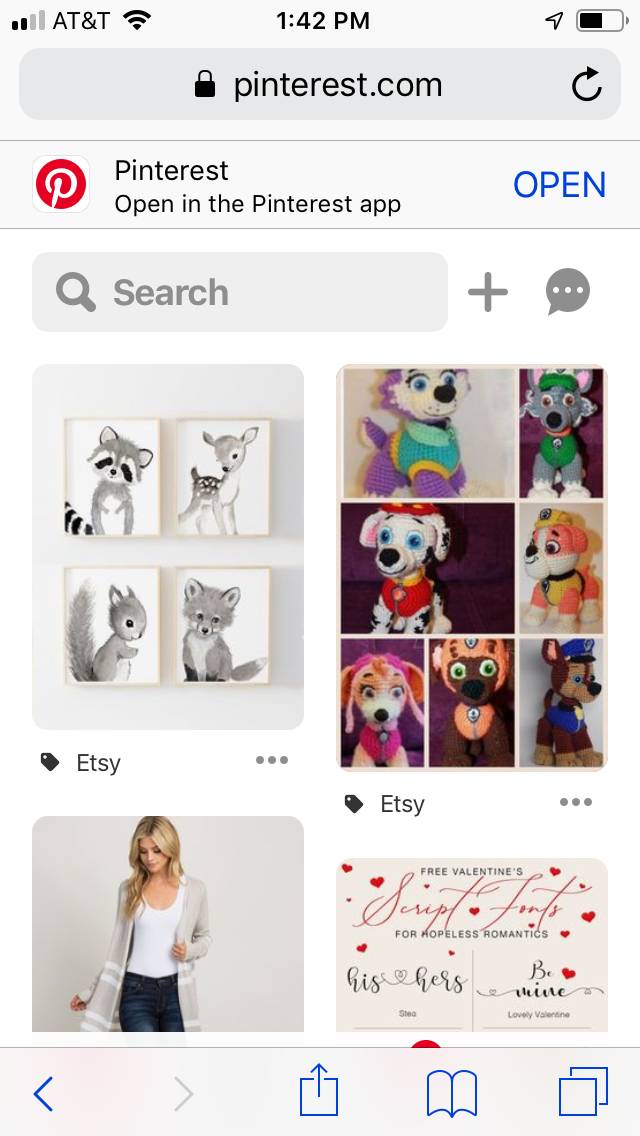 AT&T
1:42 PM
pinterest.com
Pinterest
Open in the Pinterest app
OPEN
Search
Etsy
Etsy
FREE VALENTINE'S
Script Fonts
FOR HOPELESS ROMANTICS
his hers
Stea
Be
mine
Lovely Valentine